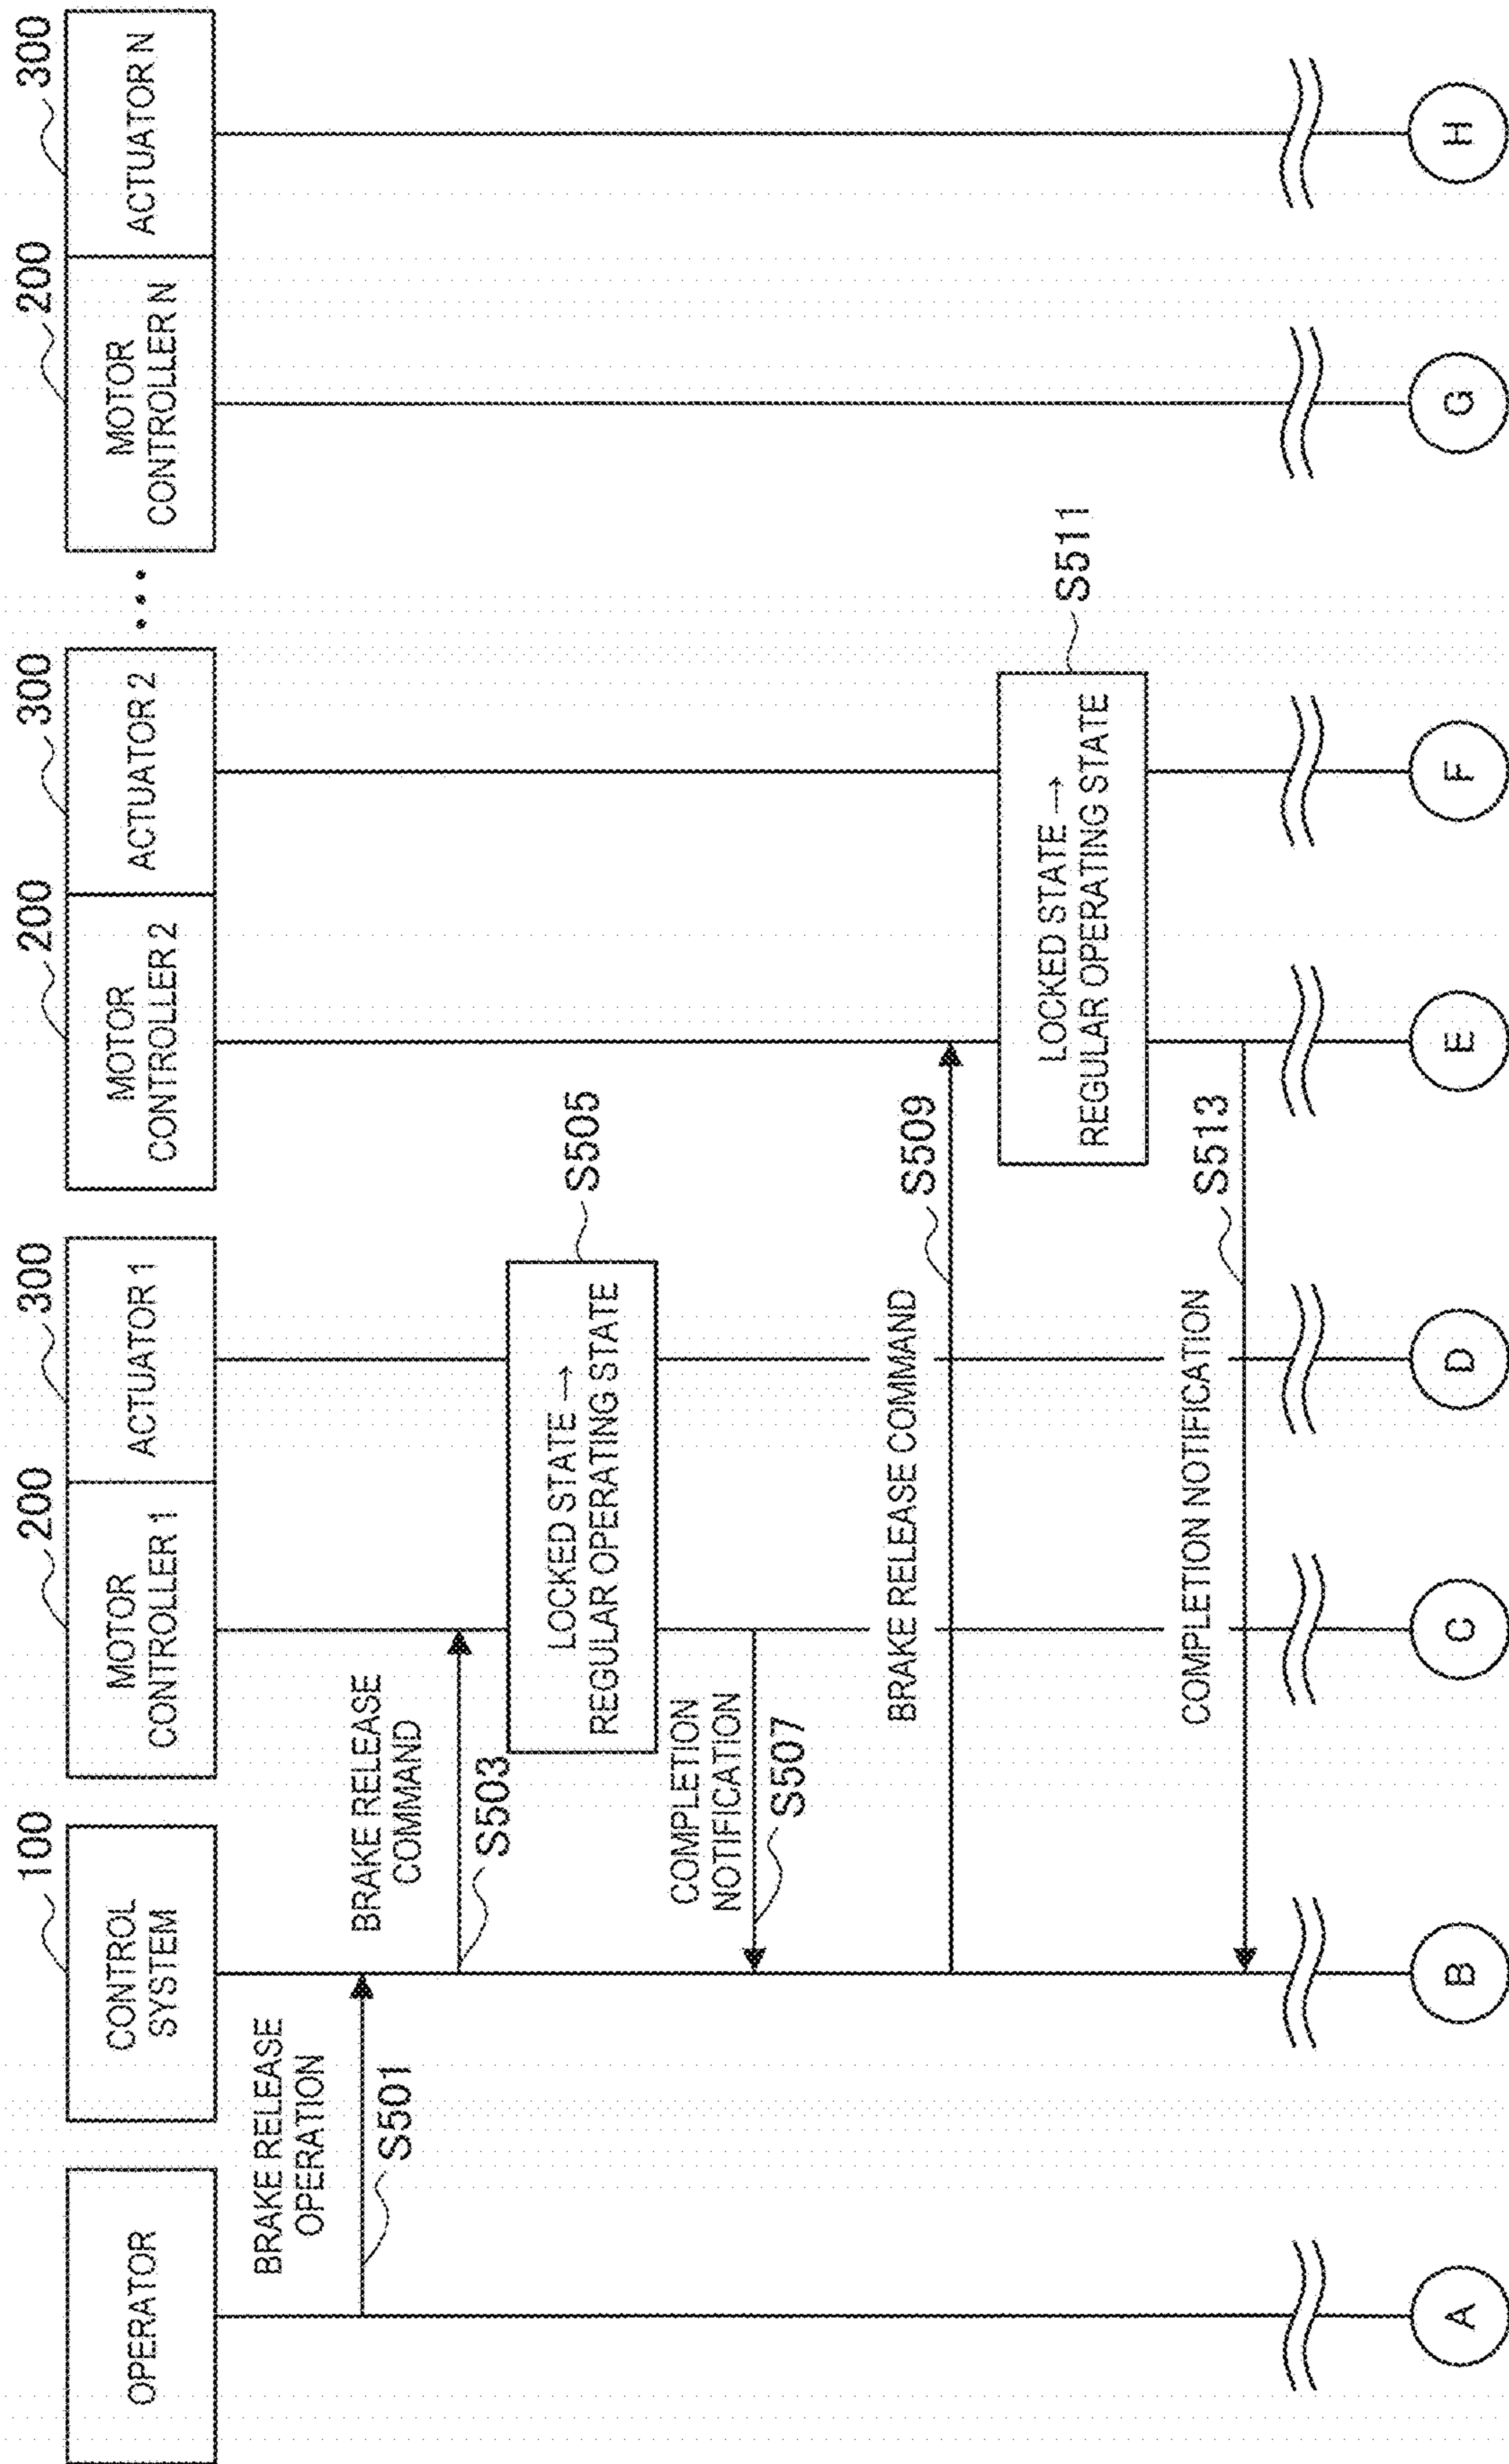 100
200
300
200
300
200
300
OPERATOR
CONTROL
SYSTEM
MOTOR
CONTROLLER 1
ACTUATOR 1
MOTOR
CONTROLLER 2
ACTUATOR 2
•••
MOTOR
CONTROLLER N
ACTUATOR N
BRAKE RELEASE
OPERATION
S501
BRAKE RELEASE
COMMAND
S503
LOCKED STATE →
REGULAR OPERATING STATE
S505
COMPLETION
NOTIFICATION
S507
BRAKE RELEASE COMMAND
S509
LOCKED STATE →
REGULAR OPERATING STATE
S511
COMPLETION NOTIFICATION
S513
A
B
C
D
E
F
G
H